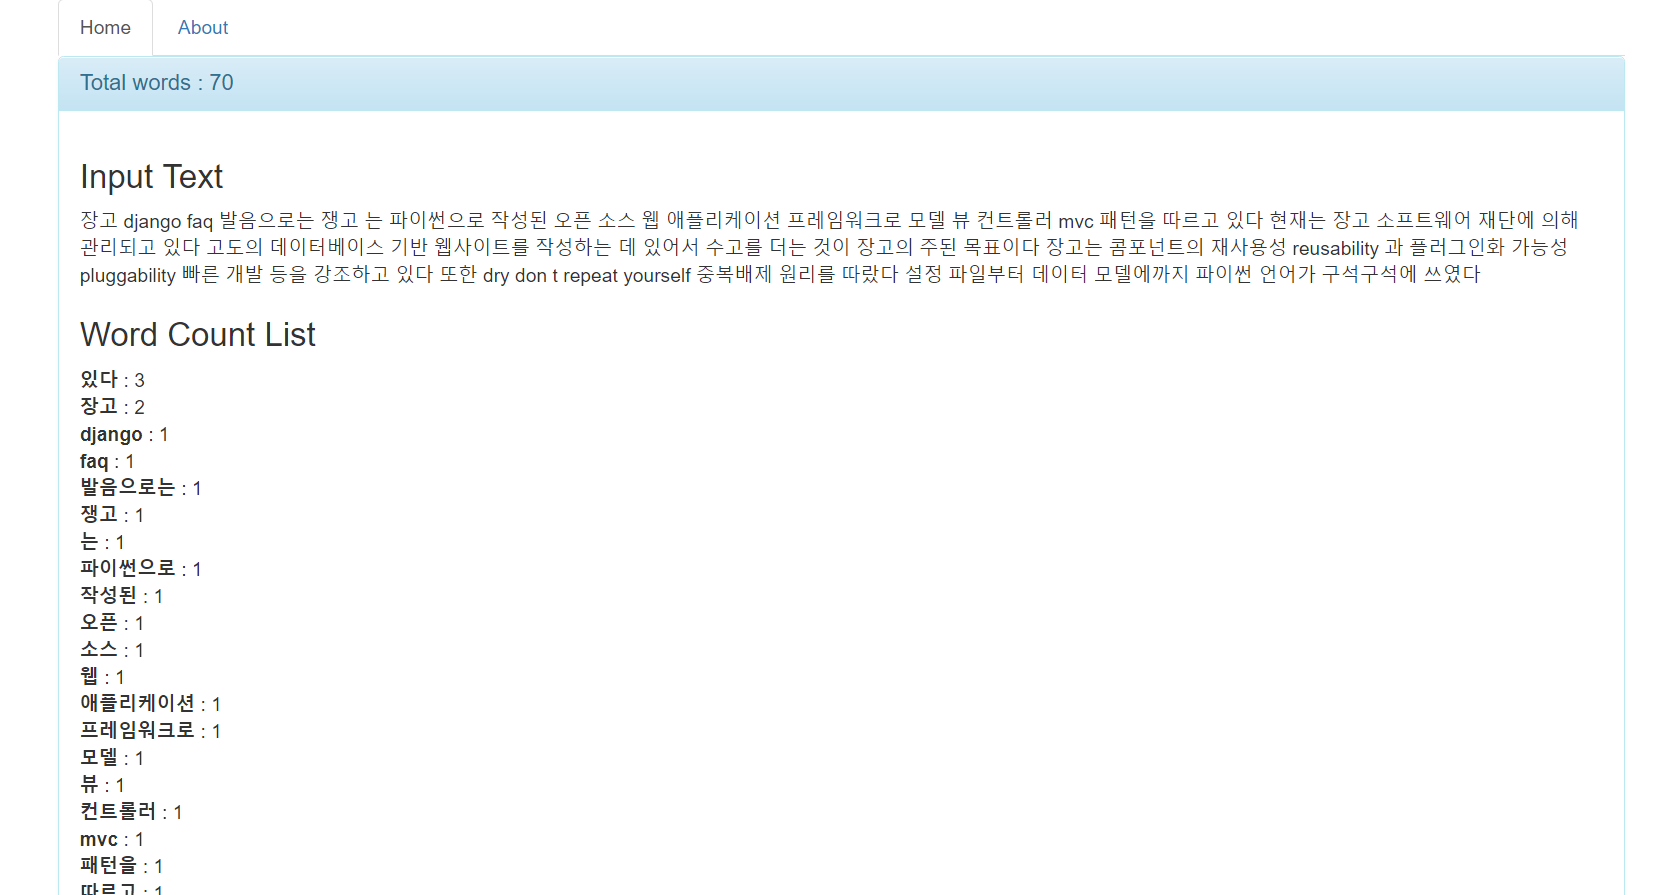 Home About
Total words : 70
Input Text
장고 django faq 발음으로는 쟁고 는 파이썬으로 작성된 오픈 소스 웹 애플리케이션 프레임워크로 모델 뷰 컨트롤러 mvc 패턴을 따르고 있다 현재는 장고 소프트웨어 재단에 의해
관리되고 있다 고도의 데이터베이스 기반 웹사이트를 작성하는 데 있어서 수고를 더는 것이 장고의 주된 목표이다 장고는 콤포넌트의 재사용성 reusability 과 플러그인화 가능성
pluggability 빠른 개발 등을 강조하고 있다 또한 dry don t repeat yourself 중복배제 원리를 따랐다 설정 파일부터 데이터 모델에까지 파이썬 언어가 구석구석에 쓰였다
Word Count List
있다 : 3
장고 : 2
django : 1
faq : 1
발음으로는 : 1
쟁고 : 1
는 : 1
파이썬으로 : 1
작성된 : 1
오픈 : 1
소스 : 1
웹 : 1
애플리케이션 : 1
프레임워크로 : 1
모델 : 1
뷰 : 1
컨트롤러 : 1
mvc : 1
패턴을 : 1
따르고 : 1